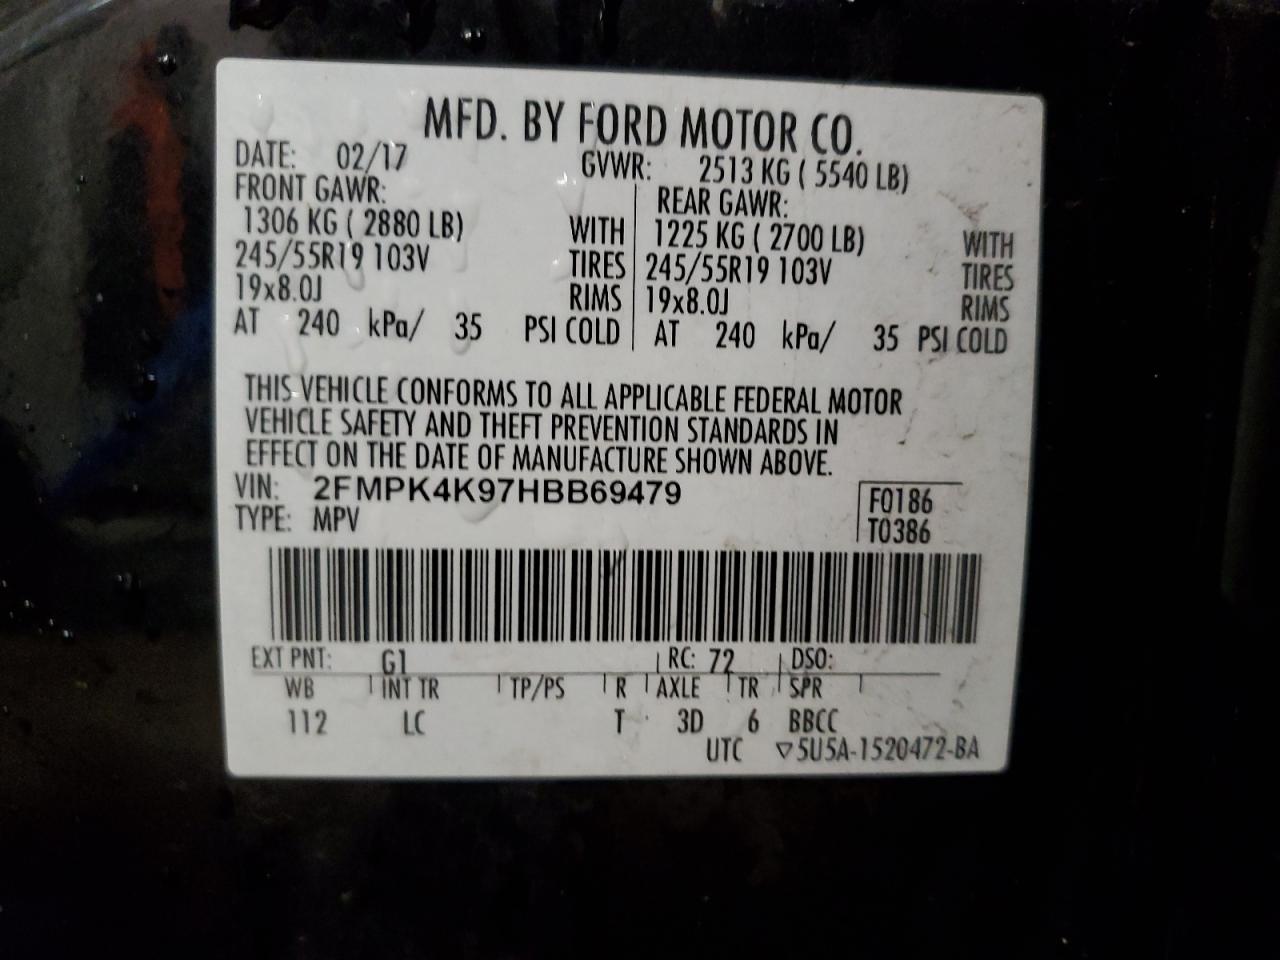 MFD. BY FORD MOTOR CO.
DATE: 02/17 GVWR: 2513 KG ( 5540 LB)
FRONT GAWR: REAR GAWR:
1306 KG ( 2880 LB) WITH 1225 KG ( 2700 LB) WITH
245/55R19 103V TIRES 245/55R19 103V TIRES
19x8.0J RIMS 19x8.0J RIMS
AT 240 kPa/ 35 PSI COLD AT 240 kPa/ 35 PSI COLD
THIS VEHICLE CONFORMS TO ALL APPLICABLE FEDERAL MOTOR
VEHICLE SAFETY AND THEFT PREVENTION STANDARDS IN
EFFECT ON THE DATE OF MANUFACTURE SHOWN ABOVE.
VIN: 2FMPK4K97HBB69479 F0186
TYPE: MPV T0386
EXT PNT: G1 RC: 72 DSO:
WB INT TR TP/PS R AXLE TR SPR
112 LC T 3D 6 BBCC
UTC ▽5U5A-1520472-BA